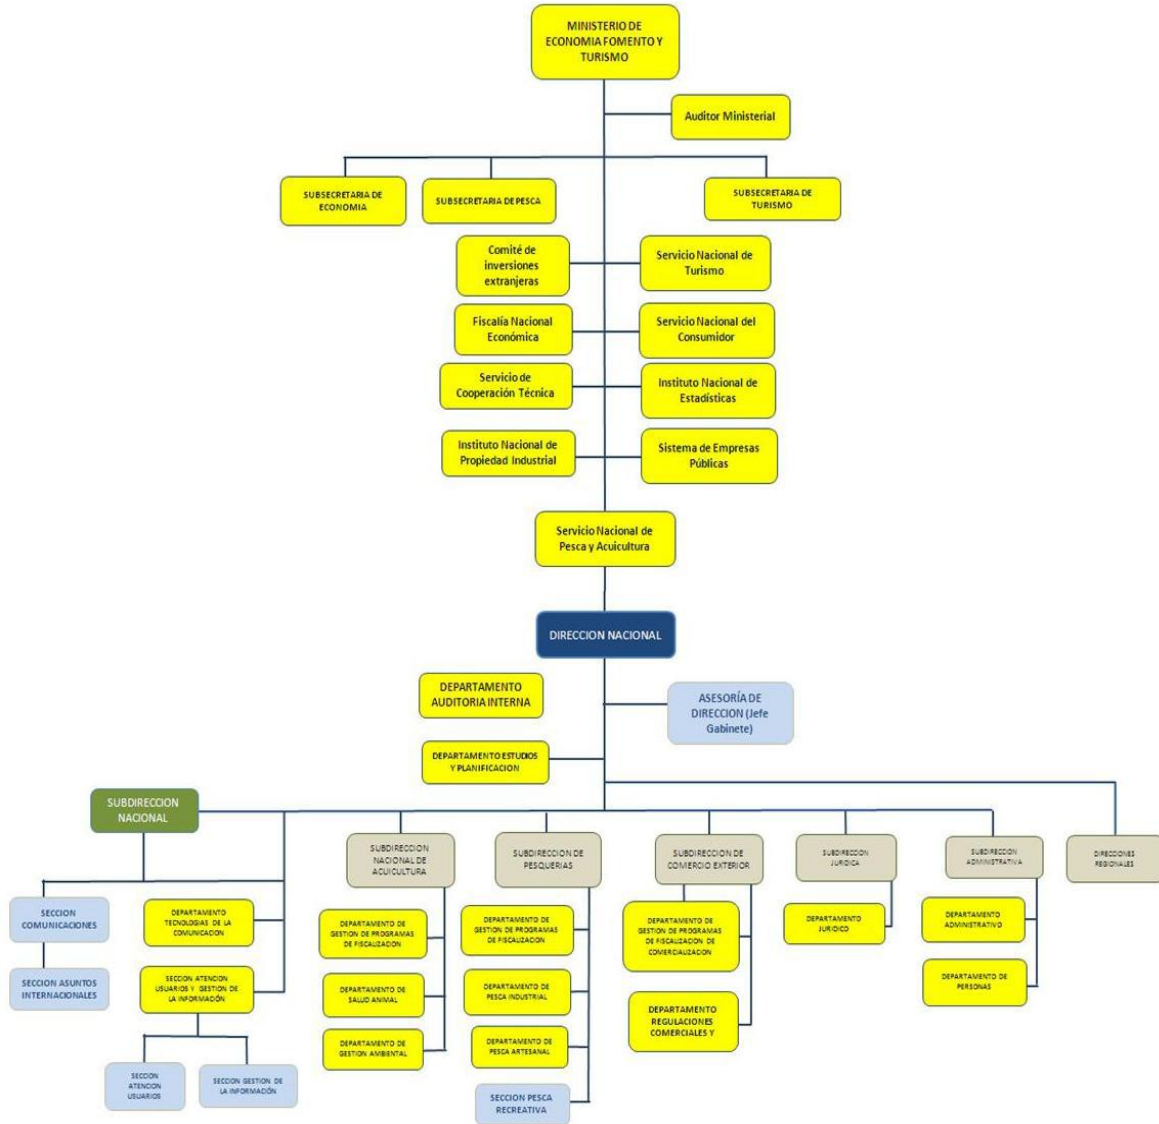 MINISTERIO DE
ECONOMIA FOMENTO Y
TURISMO
Auditor Ministerial
SUBSECRETARIA DE
ECONOMIA
SUBSECRETARIA DE PESCA
SUBSECRETARIA DE
TURISMO
Comité de
inversiones
extranjeras
Servicio Nacional de
Turismo
Fiscalía Nacional
Económica
Servicio Nacional del
Consumidor
Servicio de
Cooperación Técnica
Instituto Nacional de
Estadísticas
Instituto Nacional de
Propiedad Industrial
Sistema de Empresas
Públicas
Servicio Nacional de
Pesca y Acuicultura
DIRECCION NACIONAL
DEPARTAMENTO
AUDITORIA INTERNA
ASESORÍA DE
DIRECCION (Jefe
Gabinete)
DEPARTAMENTO ESTUDIOS
Y PLANIFICACION
SUBDIRECCION
NACIONAL
SUBDIRECCION
NACIONAL DE
ACUICULTURA
SUBDIRECCION DE
PESQUERIAS
SUBDIRECCION DE
COMERCIO EXTERIOR
SUBDIRECCION
JURIDICA
SUBDIRECCION
ADMINISTRATIVA
DIRECCIONES
REGIONALES
SECCION
COMUNICACIONES
DEPARTAMENTO
TECNOLOGIAS DE LA
COMUNICACION
SECCION ASUNTOS
INTERNACIONALES
SECCION ATENCION
USUARIOS Y GESTION DE
LA INFORMACIÓN
SECCION
ATENCION
USUARIOS
SECCION GESTION DE
LA INFORMACIÓN
DEPARTAMENTO DE
GESTION DE PROGRAMAS
DE FISCALIZACION
DEPARTAMENTO DE
SALUD ANIMAL
DEPARTAMENTO DE
GESTION AMBIENTAL
DEPARTAMENTO DE
GESTION DE PROGRAMAS
DE FISCALIZACION
DEPARTAMENTO DE
PESCA INDUSTRIAL
DEPARTAMENTO DE
PESCA ARTESANAL
SECCION PESCA
RECREATIVA
DEPARTAMENTO DE
GESTION DE PROGRAMAS
DE FISCALIZACION DE
COMERCIALIZACION
DEPARTAMENTO
REGULACIONES
COMERCIALES Y
DEPARTAMENTO
JURIDICO
DEPARTAMENTO
ADMINISTRATIVO
DEPARTAMENTO DE
PERSONAS